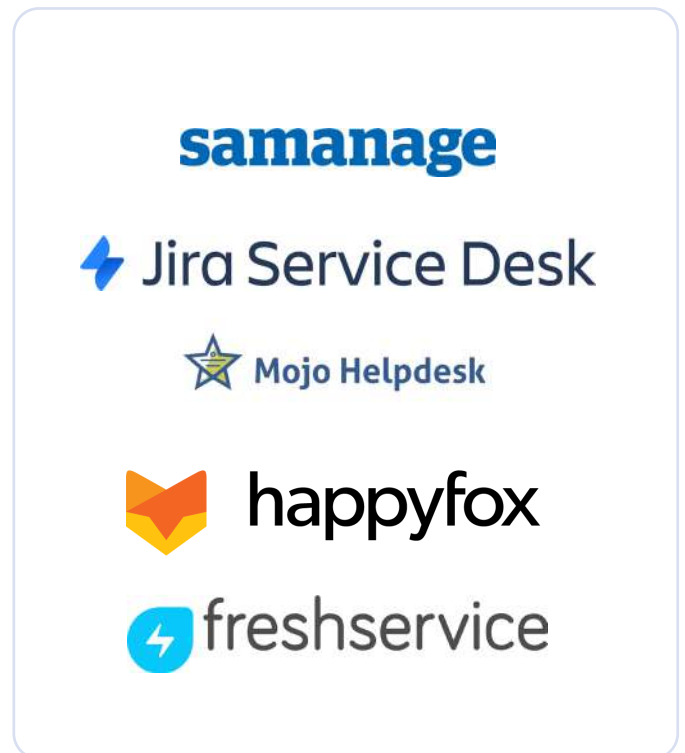 samanage
Jira Service Desk
Mojo Helpdesk
happyfox
freshservice